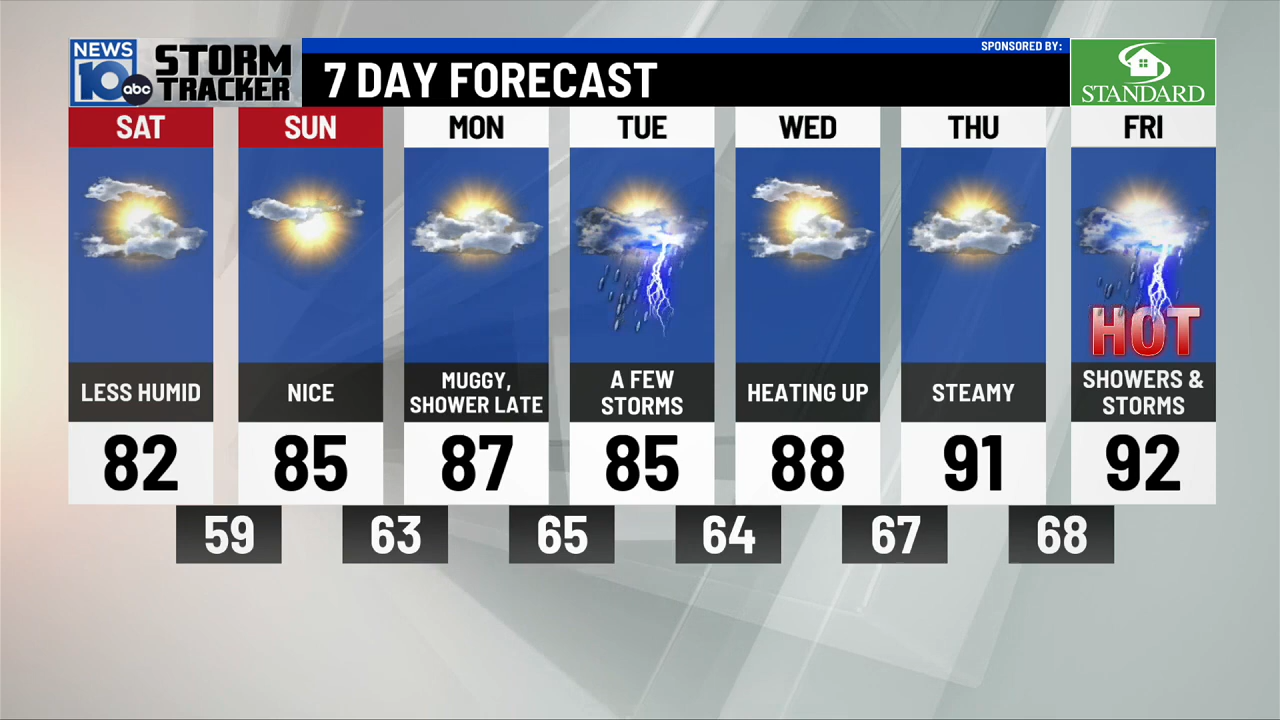 NEWS
10
abc
STORM
TRACKER
7 DAY FORECAST
SPONSORED BY:
STANDARD
SAT
SUN
MON
TUE
WED
THU
FRI
HOT
LESS HUMID
NICE
MUGGY,
SHOWER LATE
A FEW
STORMS
HEATING UP
STEAMY
SHOWERS &
STORMS
82
85
87
85
88
91
92
59
63
65
64
67
68